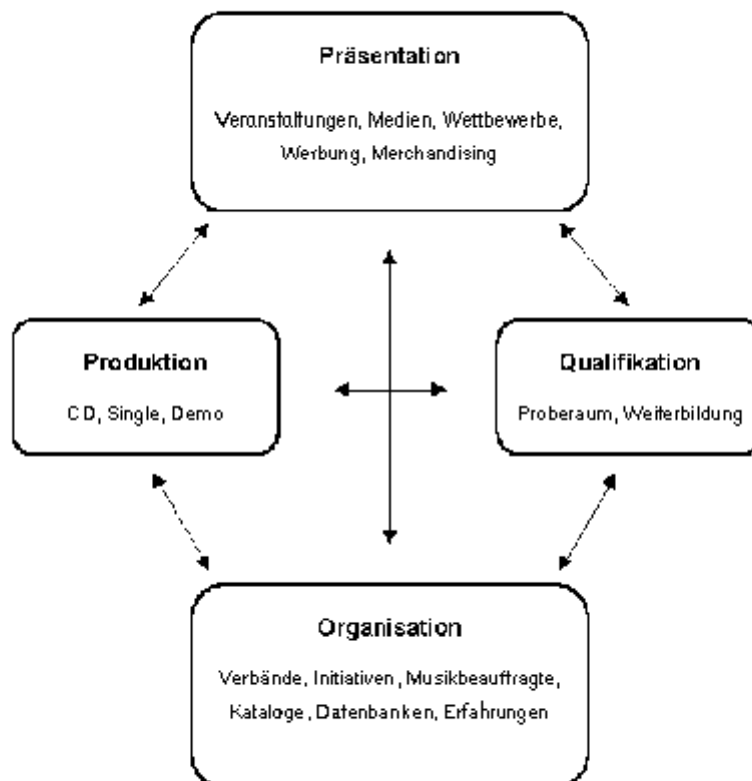 Präsentation
Veranstaltungen, Medien, Wettbewerbe,
Werbung, Merchandising
Produktion
CD, Single, Demo
Qualifikation
Proberaum, Weiterbildung
Organisation
Verbände, Initiativen, Musikbeauftragte,
Kataloge, Datenbanken, Erfahrungen